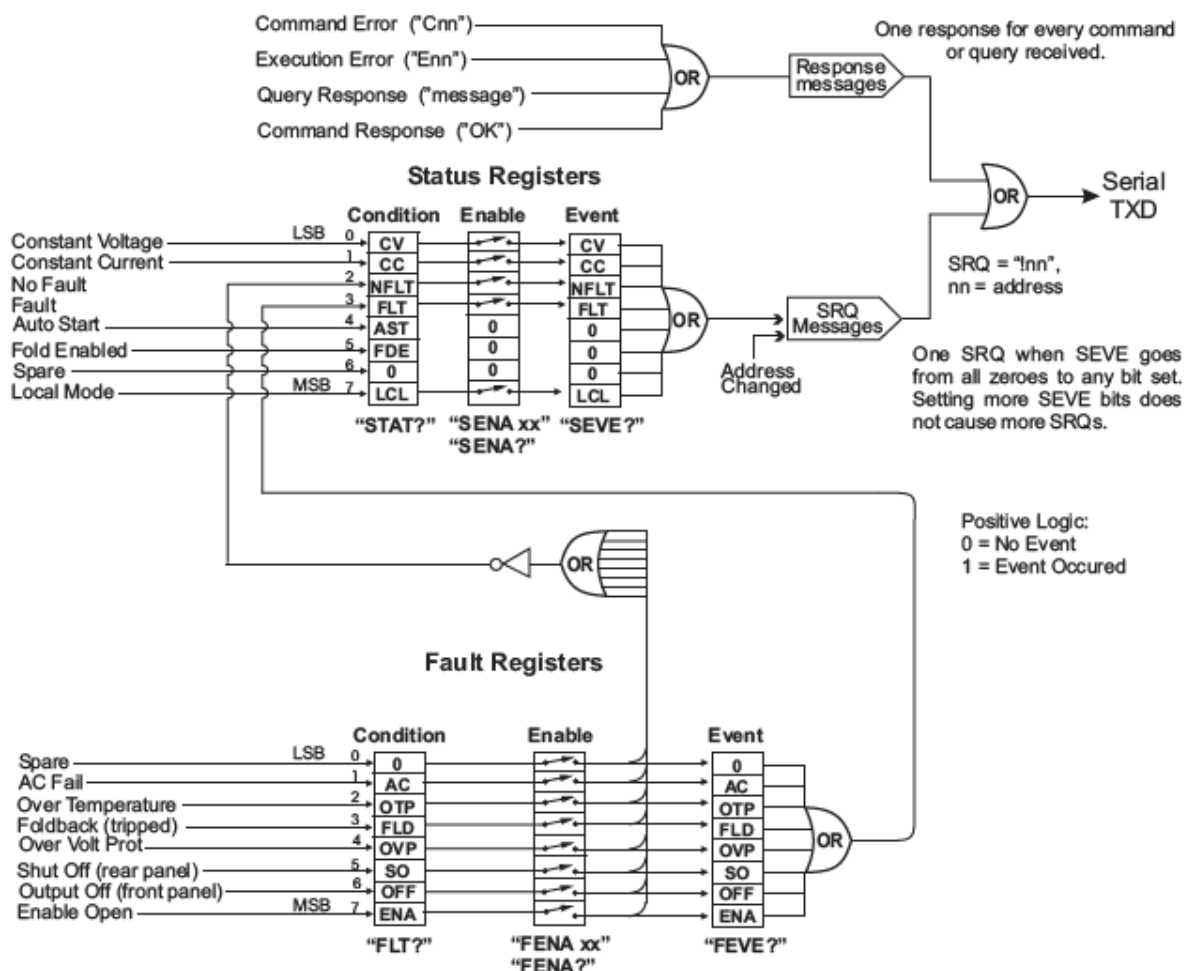 Command Error ("Cnn")
Execution Error ("Enn")
Query Response ("message")
Command Response ("OK")
OR
Response
messages
One response for every command
or query received.
OR
Serial
TXD
Status Registers
Condition Enable Event
Constant Voltage LSB 0 CV CV
Constant Current 1 CC CC
No Fault 2 NFLT NFLT
Fault 3 FLT FLT
Auto Start 4 AST 0 0
Fold Enabled 5 FDE 0 0
Spare 6 0 0 0
Local Mode MSB 7 LCL LCL
"STAT?" "SENA xx" "SEVE?"
"SENA?"
OR
SRQ
Messages
Address
Changed
SRQ = "!nn",
nn = address
One SRQ when SEVE goes
from all zeroes to any bit set.
Setting more SEVE bits does
not cause more SRQs.
OR
Positive Logic:
0 = No Event
1 = Event Occured
Fault Registers
Condition Enable Event
Spare LSB 0 0 0
AC Fail 1 AC AC
Over Temperature 2 OTP OTP
Foldback (tripped) 3 FLD FLD
Over Volt Prot 4 OVP OVP
Shut Off (rear panel) 5 SO SO
Output Off (front panel) 6 OFF OFF
Enable Open MSB 7 ENA ENA
OR
"FLT?" "FENA xx" "FEVE?"
"FENA?"